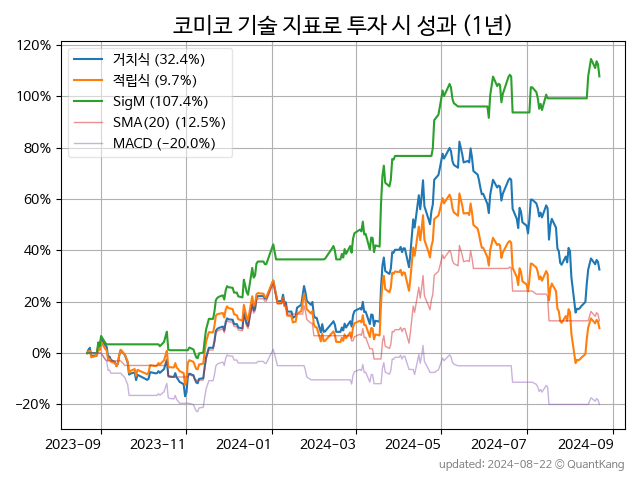 코미코 기술 지표로 투자 시 성과 (1년)
120%
100%
80%
60%
40%
20%
0%
−20%
거치식 (32.4%)
적립식 (9.7%)
SigM (107.4%)
SMA(20) (12.5%)
MACD (−20.0%)
2023−09 2023−11 2024−01 2024−03 2024−05 2024−07 2024−09
updated: 2024−08−22 © QuantKang